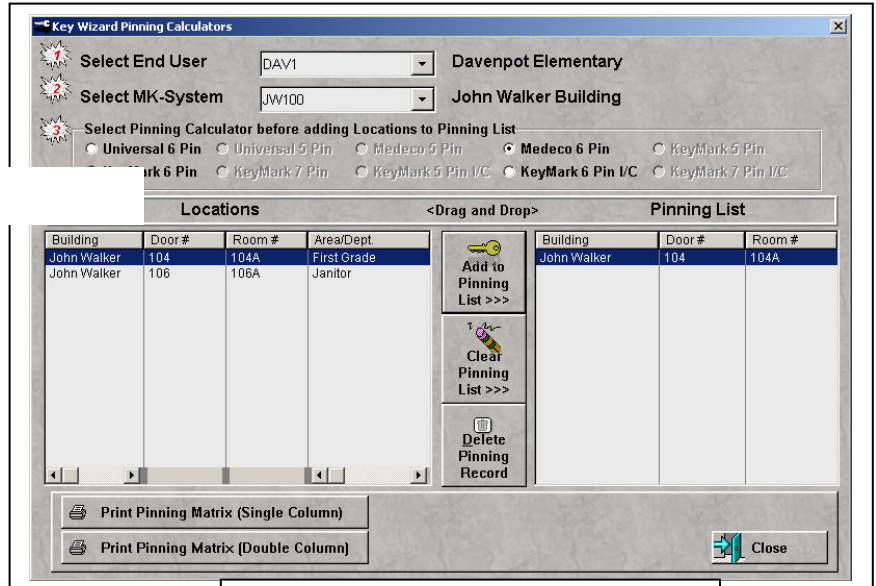 Key Wizard Pinning Calculators
1 Select End User DAV1 Davenpot Elementary
2 Select MK-System JW100 John Walker Building
3 Select Pinning Calculator before adding Locations to Pinning List
Universal 6 Pin Universal 5 Pin Medeco 5 Pin Medeco 6 Pin KeyMark 5 Pin
ark 6 Pin KeyMark 7 Pin KeyMark 5 Pin I/C KeyMark 6 Pin I/C KeyMark 7 Pin I/C
Locations <Drag and Drop> Pinning List
Building Door # Room # Area/Dept.
John Walker 104 104A First Grade
John Walker 106 106A Janitor
Add to
Pinning
List >>>
Clear
Pinning
List >>>
Delete
Pinning
Record
Building Door # Room #
John Walker 104 104A
Print Pinning Matrix (Single Column)
Print Pinning Matrix (Double Column)
Close